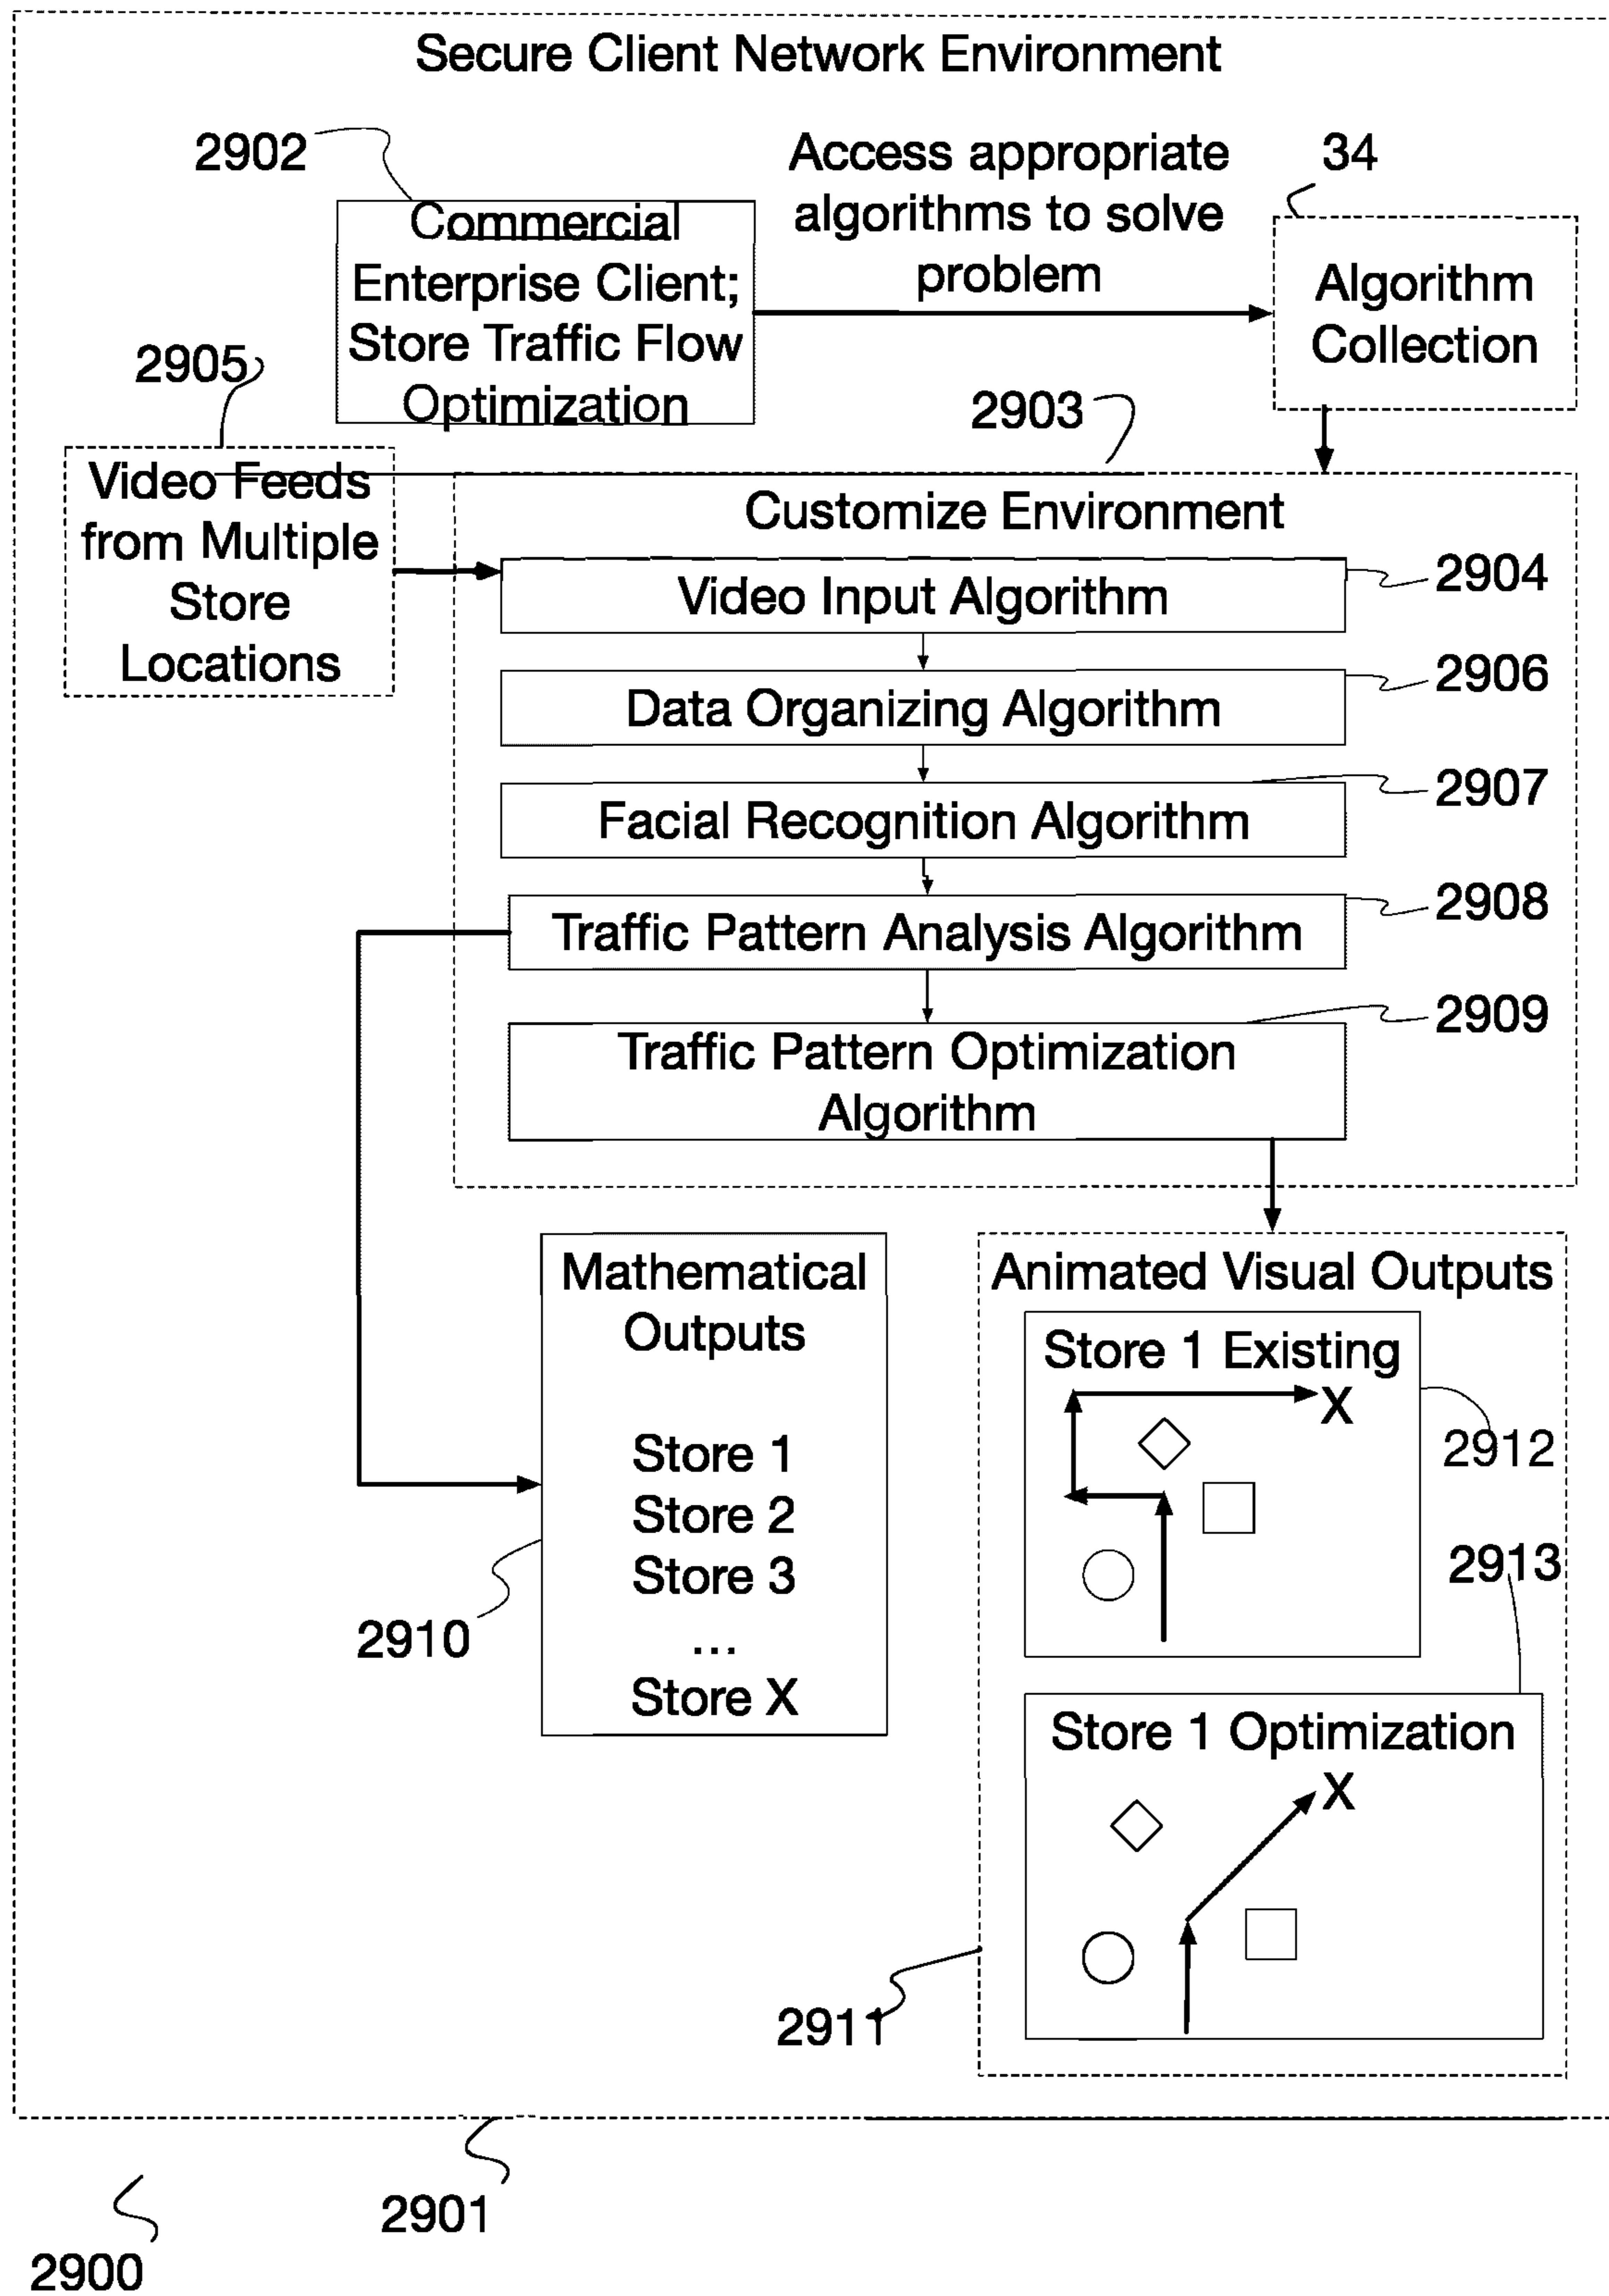 Secure Client Network Environment
2902
Commercial
Enterprise Client;
Store Traffic Flow
Optimization
Access appropriate
algorithms to solve
problem
34
Algorithm
Collection
2905
Video Feeds
from Multiple
Store
Locations
2903
Customize Environment
Video Input Algorithm
2904
Data Organizing Algorithm
2906
Facial Recognition Algorithm
2907
Traffic Pattern Analysis Algorithm
2908
Traffic Pattern Optimization
Algorithm
2909
Mathematical
Outputs
Store 1
Store 2
Store 3
...
Store X
2910
Animated Visual Outputs
Store 1 Existing
X
2912
2913
Store 1 Optimization
X
2911
2901
2900